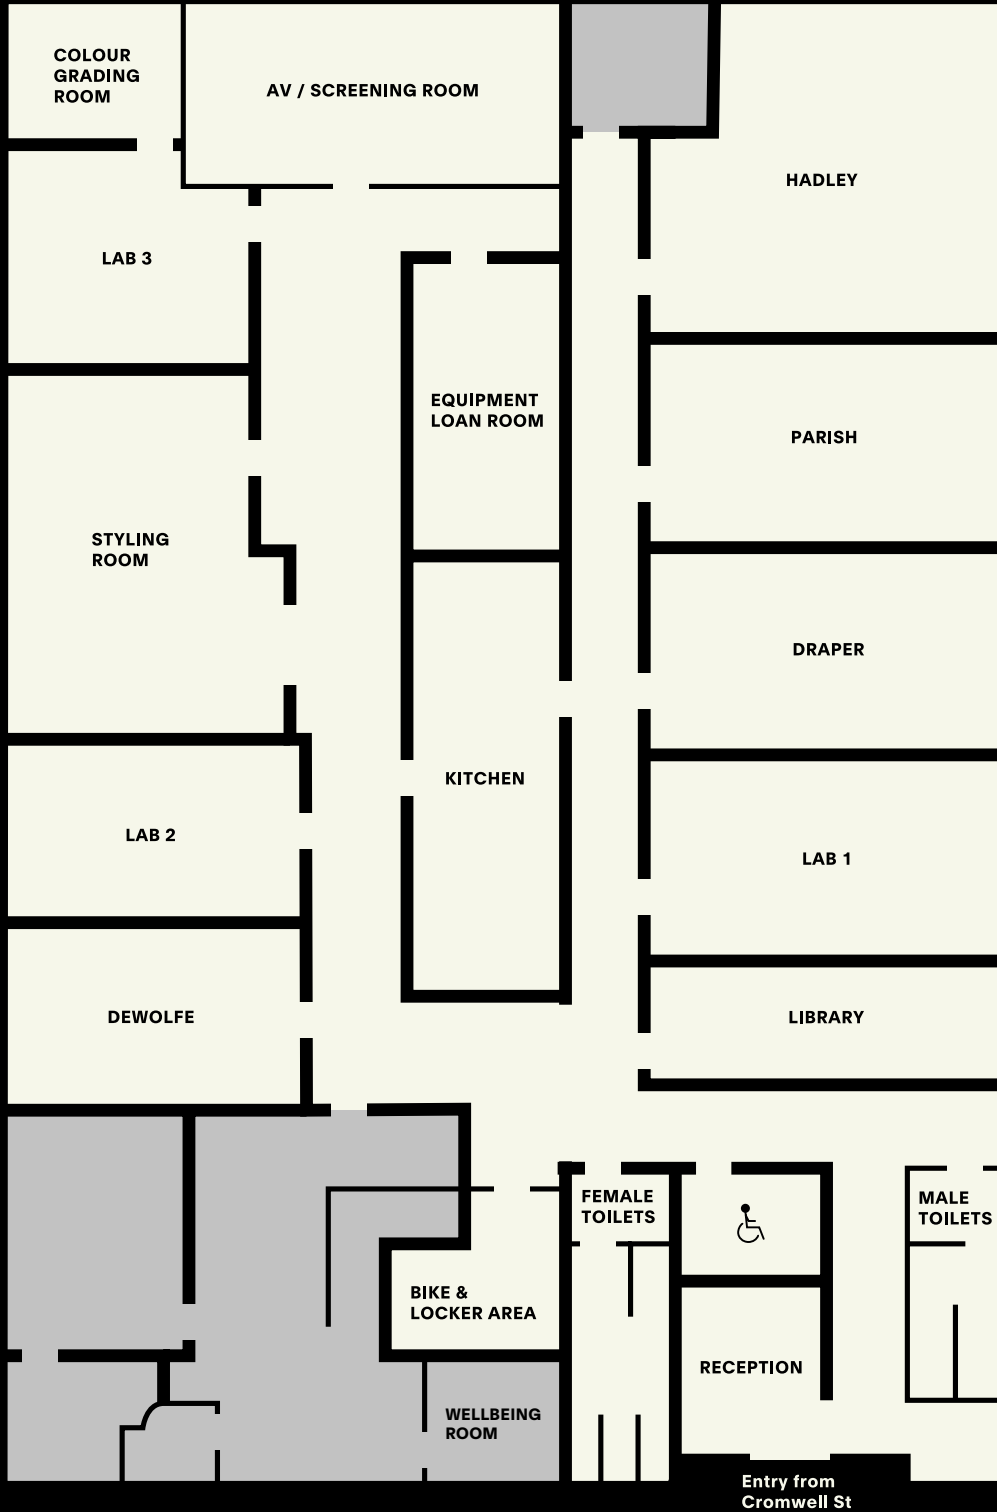 COLOUR
GRADING
ROOM
AV / SCREENING ROOM
HADLEY
LAB 3
EQUIPMENT
LOAN ROOM
PARISH
STYLING
ROOM
DRAPER
KITCHEN
LAB 2
LAB 1
DEWOLFE
LIBRARY
FEMALE
TOILETS
MALE
TOILETS
BIKE &
LOCKER AREA
RECEPTION
WELLBEING
ROOM
Entry from
Cromwell St